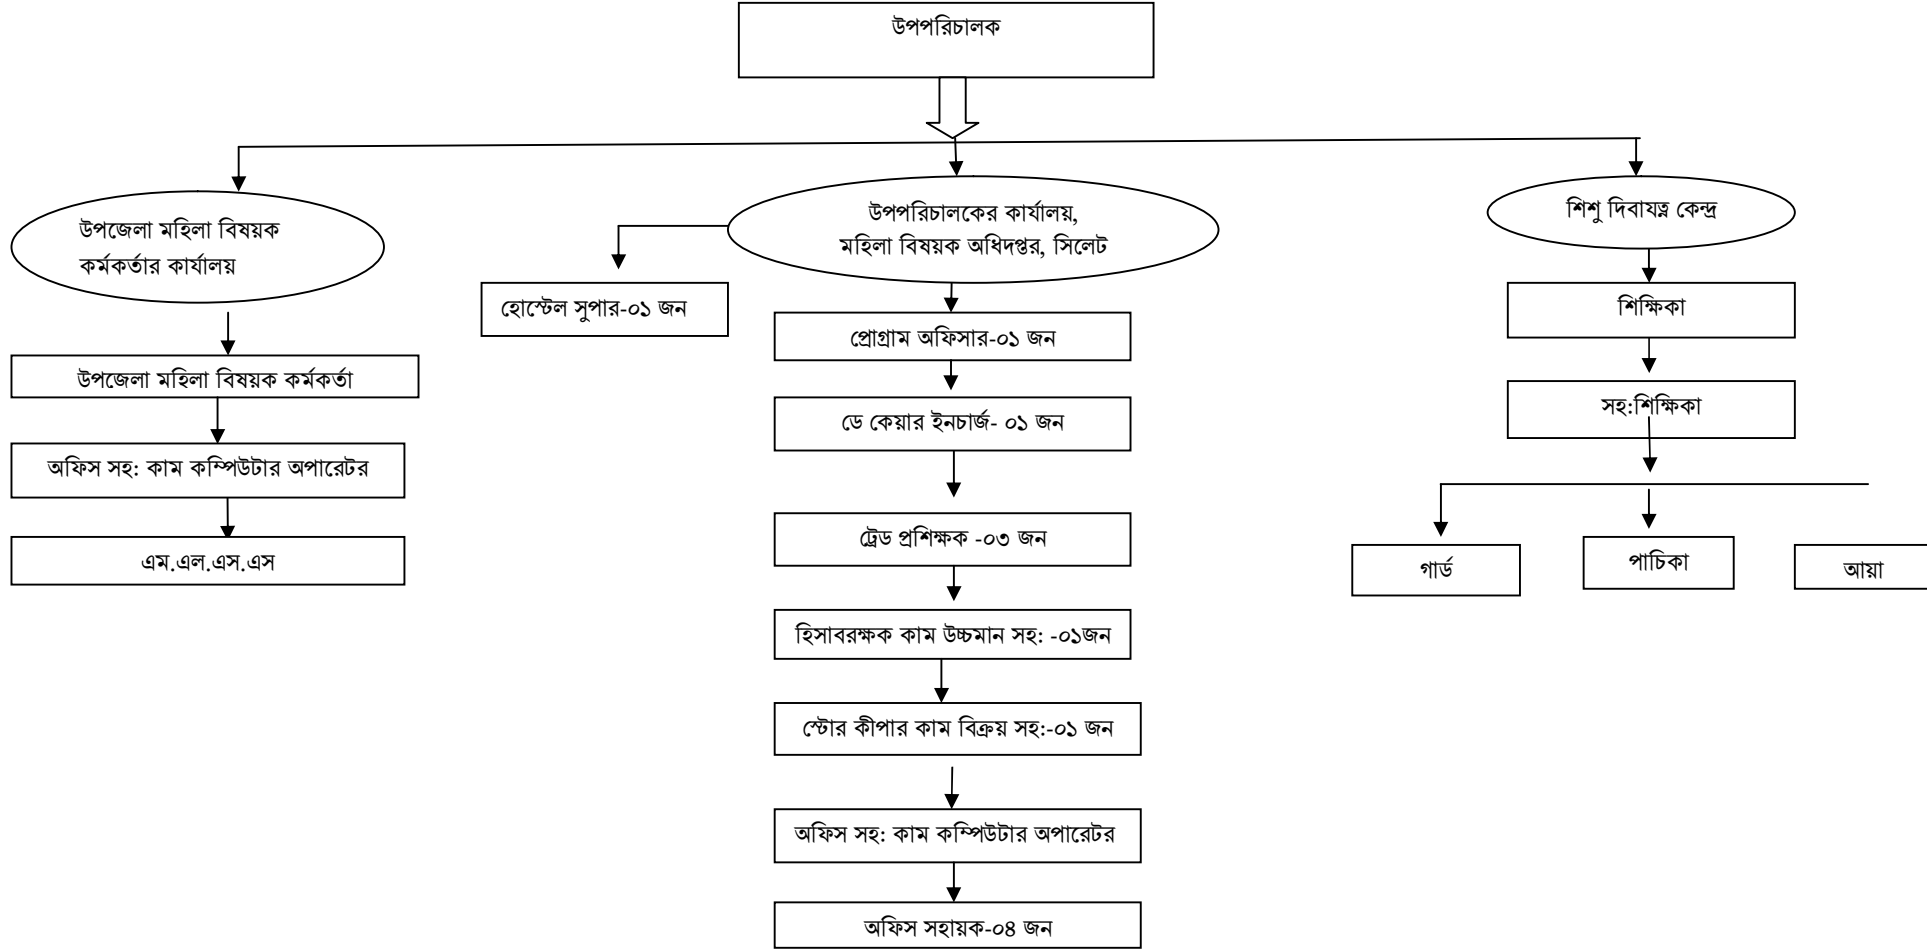 উপপরিচালক
উপজেলা মহিলা বিষয়ক
কর্মকর্তার কার্যালয়
উপপরিচালকের কার্যালয়,
মহিলা বিষয়ক অধিদপ্তর, সিলেট
শিশু দিবাযত্ন কেন্দ্র
হোস্টেল সুপার-০১ জন
প্রোগ্রাম অফিসার-০১ জন
শিক্ষিকা
উপজেলা মহিলা বিষয়ক কর্মকর্তা
ডে কেয়ার ইনচার্জ- ০১ জন
সহ:শিক্ষিকা
অফিস সহ: কাম কম্পিউটার অপারেটর
ট্রেড প্রশিক্ষক -০৩ জন
এম.এল.এস.এস
গার্ড
পাচিকা
আয়া
হিসাবরক্ষক কাম উচ্চমান সহ: -০১জন
স্টোর কীপার কাম বিক্রয় সহ:-০১ জন
অফিস সহ: কাম কম্পিউটার অপারেটর
অফিস সহায়ক-০৪ জন